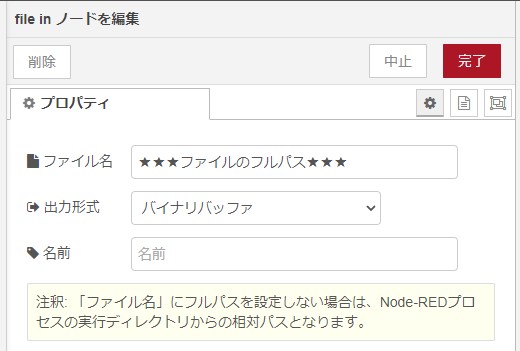 file in ノードを編集
削除
中止
完了
プロパティ
ファイル名
★★★ファイルのフルパス★★★
出力形式
バイナリバッファ
名前
名前
注釈: 「ファイル名」にフルパスを設定しない場合は、Node-REDプロ
セスの実行ディレクトリからの相対パスとなります。